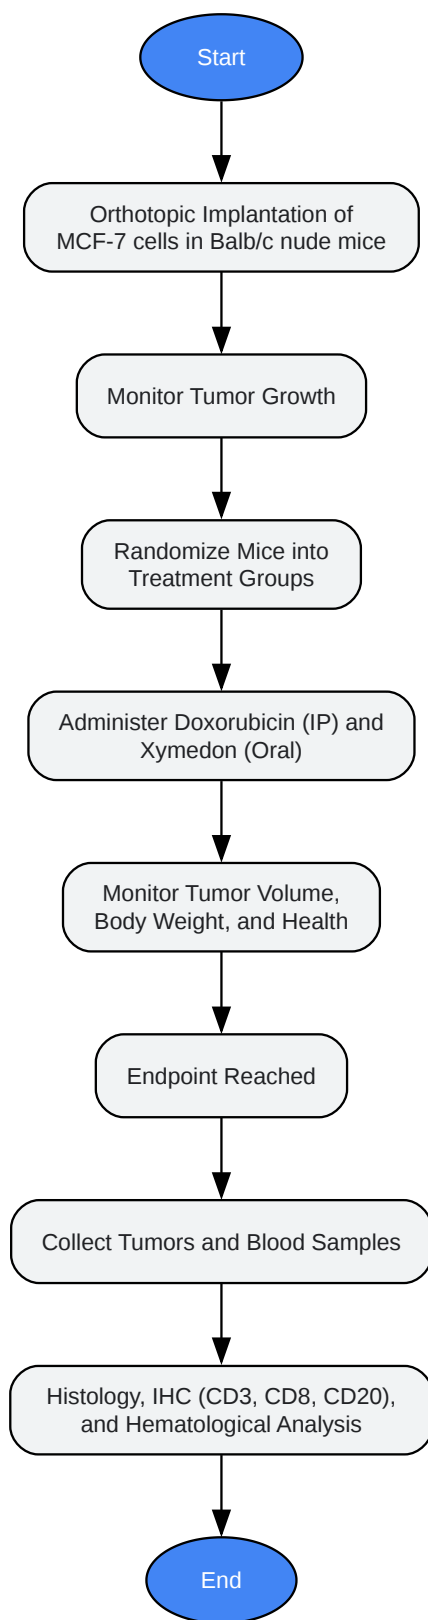 Start
Orthotopic Implantation of
MCF-7 cells in Balb/c nude mice
Monitor Tumor Growth
Randomize Mice into
Treatment Groups
Administer Doxorubicin (IP) and
Xymedon (Oral)
Monitor Tumor Volume,
Body Weight, and Health
Endpoint Reached
Collect Tumors and Blood Samples
Histology, IHC (CD3, CD8, CD20),
and Hematological Analysis
End